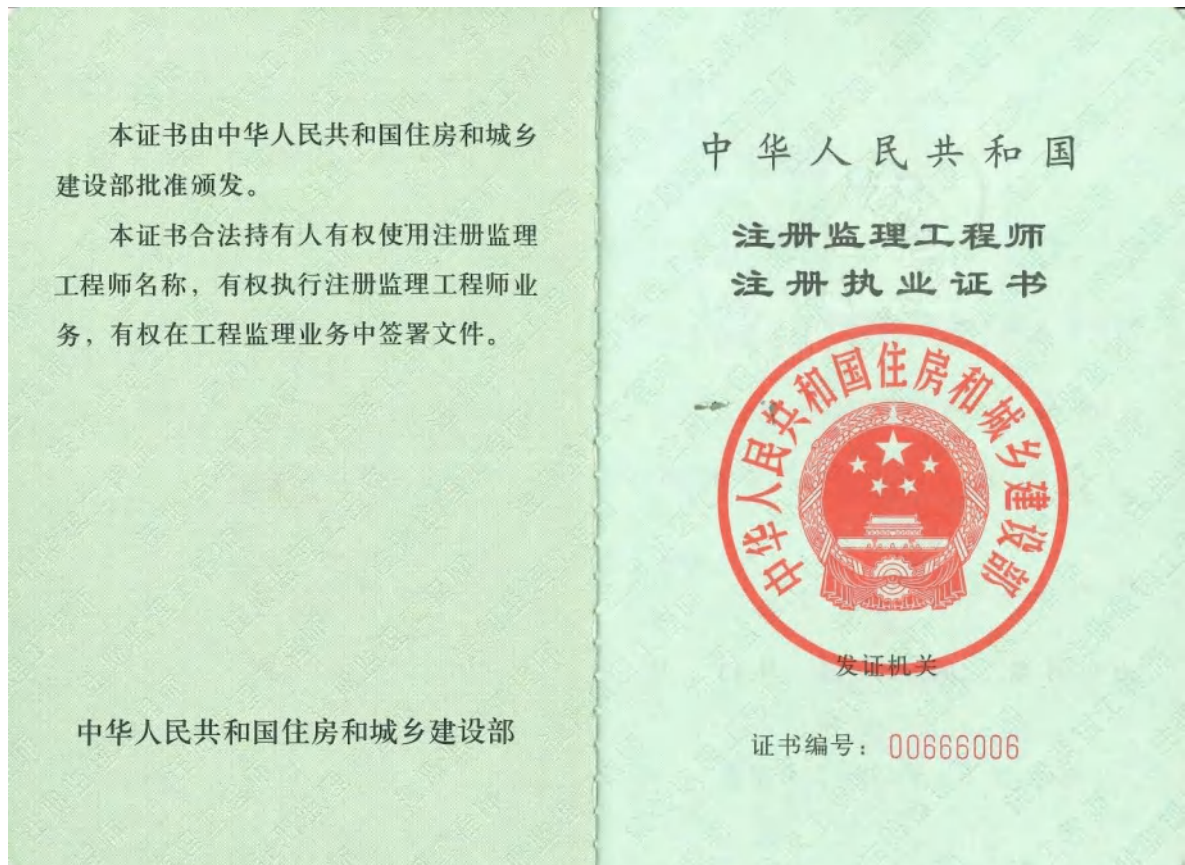 本证书由中华人民共和国住房和城乡
建设部批准颁发。
本证书合法持有人有权使用注册监理
工程师名称，有权执行注册监理工程师业
务，有权在工程监理业务中签署文件。
中华人民共和国住房和城乡建设部
中华人民共和国
注册监理工程师
注册执业证书
中华人民共和国住房和城乡建设部
发证机关
证书编号：00666006